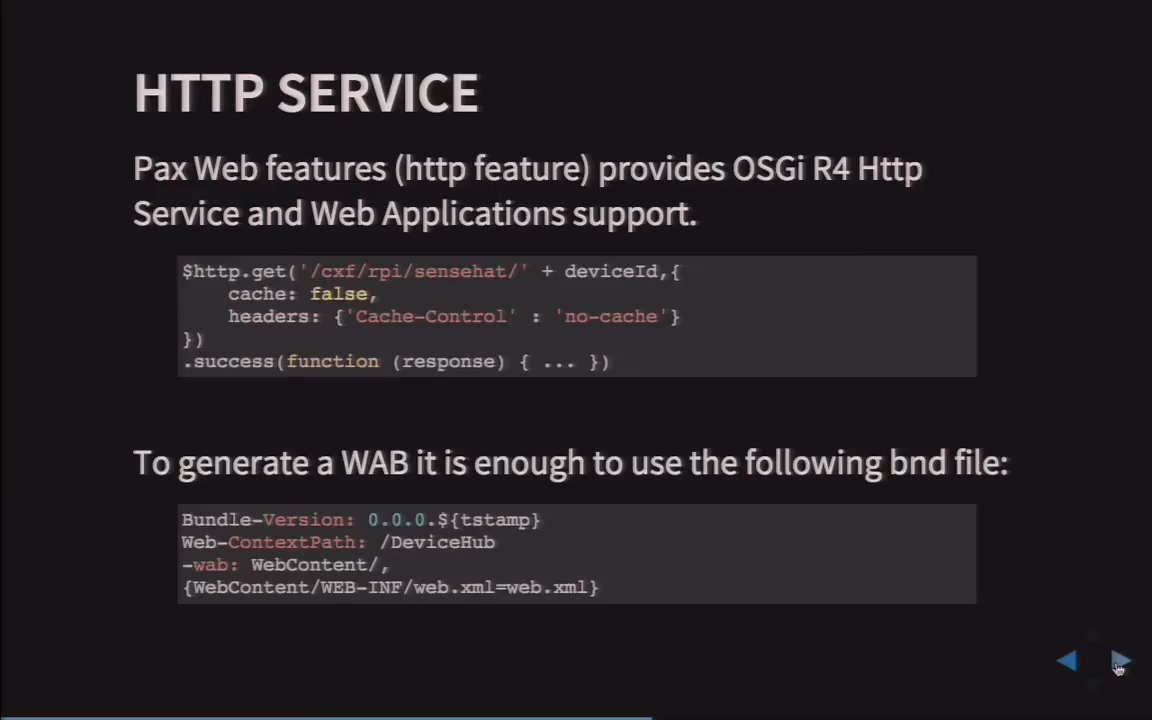 HTTP SERVICE
Pax Web features (http feature) provides OSGi R4 Http
Service and Web Applications support.
$http.get('/cxf/rpi/sensehat/' + deviceId,{
    cache: false,
    headers: {'Cache-Control' : 'no-cache'}
})
.success(function (response) { ... })
To generate a WAB it is enough to use the following bnd file:
Bundle-Version: 0.0.0.${tstamp}
Web-ContextPath: /DeviceHub
-wab: WebContent/,
{WebContent/WEB-INF/web.xml=web.xml}